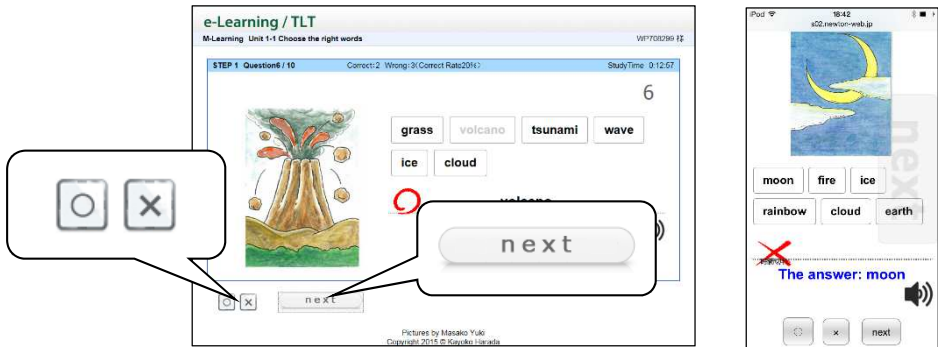 e-Learning / TLT
M-Learning Unit 1-1 Choose the right words
WP708299 様
STEP 1 Question6 / 10 Correct:2 Wrong:3(Correct Rate20%) StudyTime 0:12:57
6
grass volcano tsunami wave
ice cloud
volcano
next
next
Pictures by Masako Yuki
Copyright 2015 © Kayoko Harada
iPod 16:42
s02.newton-web.jp
next
moon fire ice
rainbow cloud earth
The answer: moon
× next